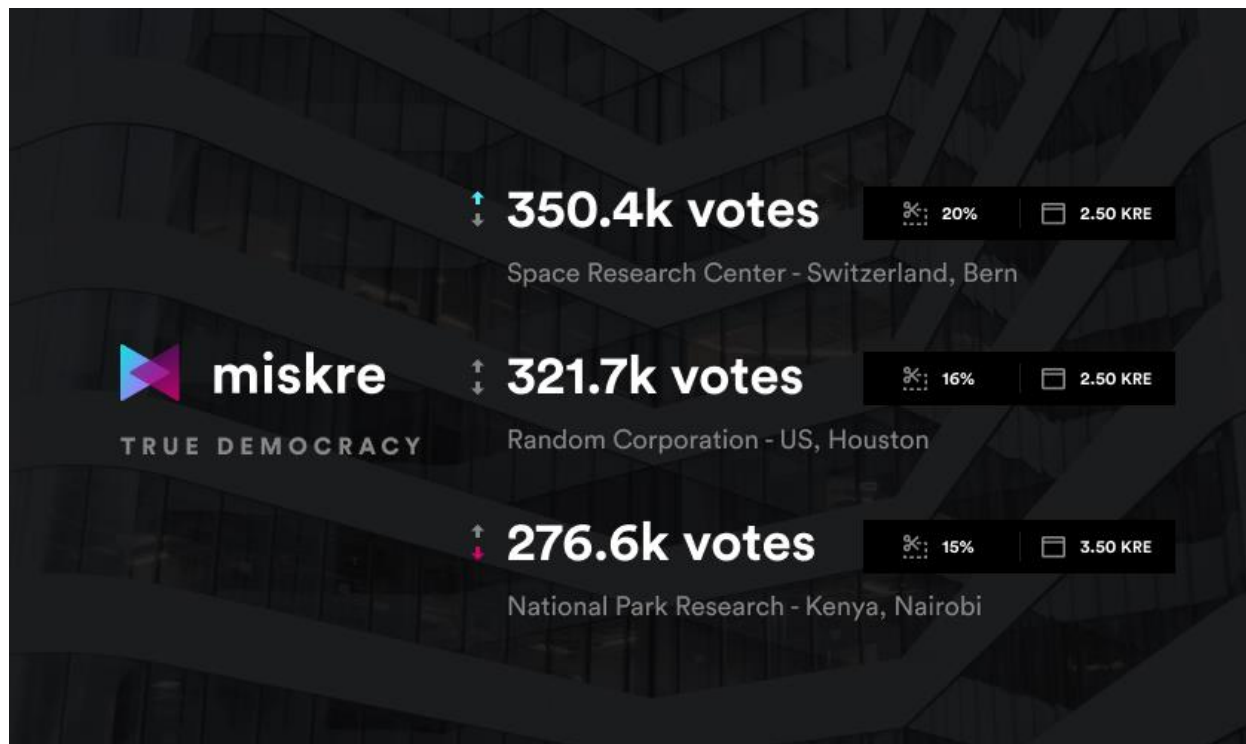 miskre
TRUE DEMOCRACY
350.4k votes
20%
2.50 KRE
Space Research Center - Switzerland, Bern
321.7k votes
16%
2.50 KRE
Random Corporation - US, Houston
276.6k votes
15%
3.50 KRE
National Park Research - Kenya, Nairobi